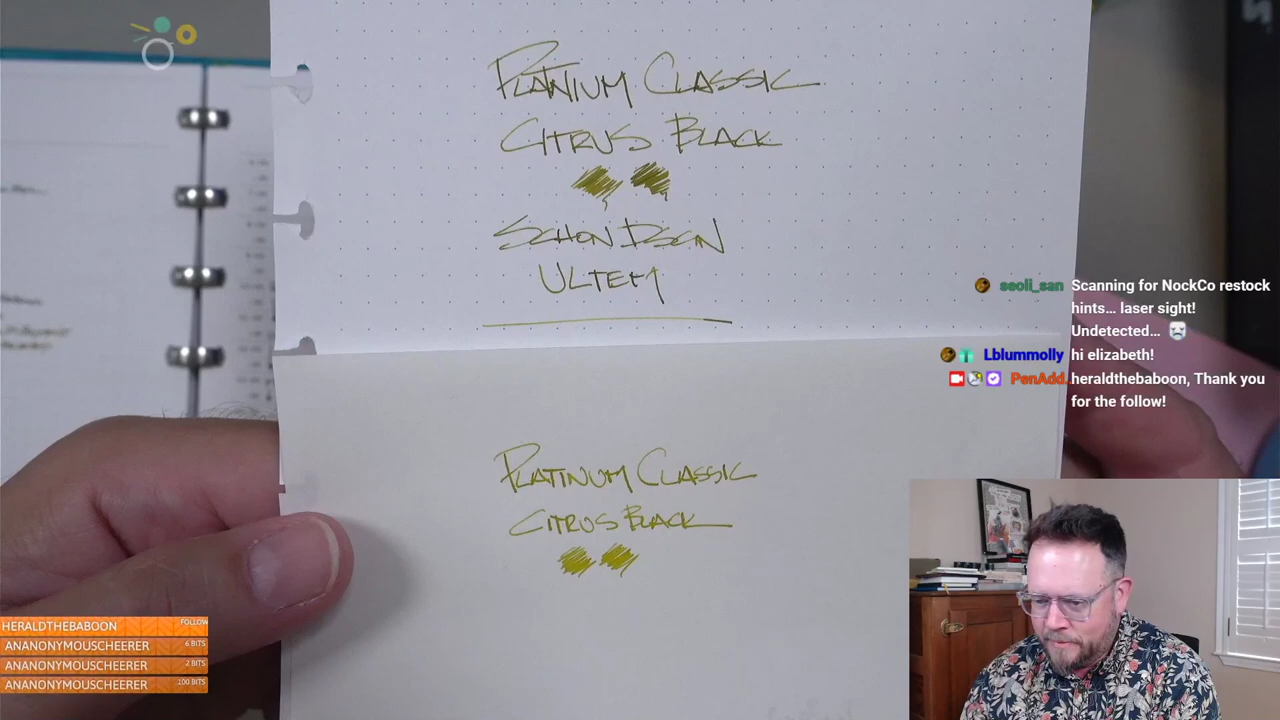 PLATNIUM CLASSIC
CITRUS BLACK
SCHON DSGN
ULTEM
PLATINUM CLASSIC
CITRUS BLACK
seoli_san Scanning for NockCo restock
hints... laser sight!
Undetected...
Lblummolly hi elizabeth!
PenAdd.. heraldthebaboon, Thank you
for the follow!
HERALDTHEBABOON FOLLOW
ANANONYMOUSCHEERER 6 BITS
ANANONYMOUSCHEERER 2 BITS
ANANONYMOUSCHEERER 100 BITS